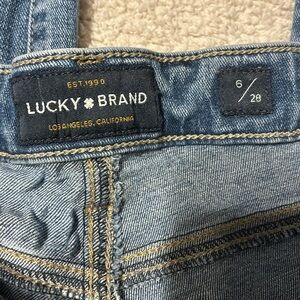 EST. 1990
LUCKY BRAND
LOS ANGELES, CALIFORNIA
6/28